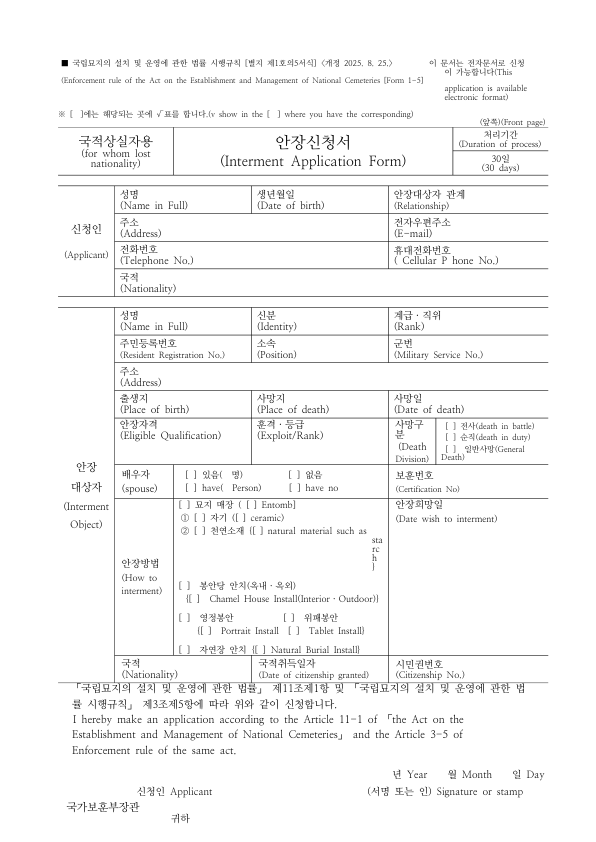 ■ 국립묘지의 설치 및 운영에 관한 법률 시행규칙 [별지 제1호의5서식] 〈개정 2025. 8. 25.〉
(Enforcement rule of the Act on the Establishment and Management of National Cemeteries [Form 1-5]
이 문서는 전자문서로 신청
이 가능합니다(This
application is available
electronic format)
※ [ ]에는 해당되는 곳에 √표를 합니다.(v show in the [ ] where you have the corresponding)
(앞쪽)(Front page)
국적상실자용
(for whom lost
nationality)
안장신청서
(Interment Application Form)
처리기간
(Duration of process)
30일
(30 days)
신청인
(Applicant)
성명
(Name in Full)
생년월일
(Date of birth)
안장대상자 관계
(Relationship)
주소
(Address)
전자우편주소
(E-mail)
전화번호
(Telephone No.)
휴대전화번호
( Cellular P hone No.)
국적
(Nationality)
안장
대상자
(Interment
Object)
성명
(Name in Full)
신분
(Identity)
계급ㆍ직위
(Rank)
주민등록번호
(Resident Registration No.)
소속
(Position)
군번
(Military Service No.)
주소
(Address)
출생지
(Place of birth)
사망지
(Place of death)
사망일
(Date of death)
안장자격
(Eligible Qualification)
훈격ㆍ등급
(Exploit/Rank)
사망구
분
(Death
Division)
[ ] 전사(death in battle)
[ ] 순직(death in duty)
[ ] 일반사망(General
Death)
배우자
(spouse)
[ ] 있음( 명) [ ] 없음
[ ] have( Person) [ ] have no
보훈번호
(Certification No)
안장방법
(How to
interment)
[ ] 묘지 매장 ( [ ] Entomb]
① [ ] 자기 ([ ] ceramic)
② [ ] 천연소재 ([ ] natural material such as
sta
rc
h
)
[ ] 봉안당 안치(옥내ㆍ옥외)
([ ] Chamel House Install(InteriorㆍOutdoor))
[ ] 영정봉안 [ ] 위패봉안
([ ] Portrait Install [ ] Tablet Install)
[ ] 자연장 안치 ([ ] Natural Burial Install)
안장희망일
(Date wish to interment)
국적
(Nationality)
국적취득일자
(Date of citizenship granted)
시민권번호
(Citizenship No.)
「국립묘지의 설치 및 운영에 관한 법률」 제11조제1항 및 「국립묘지의 설치 및 운영에 관한 법
률 시행규칙」 제3조제5항에 따라 위와 같이 신청합니다.
I hereby make an application according to the Article 11-1 of 「the Act on the
Establishment and Management of National Cemeteries」 and the Article 3-5 of
Enforcement rule of the same act.
년 Year 월 Month 일 Day
신청인 Applicant (서명 또는 인) Signature or stamp
국가보훈부장관
귀하